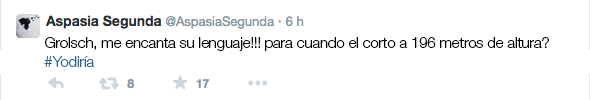 Aspasia Segunda @AspasiaSegunda · 6 h
Grolsch, me encanta su lenguaje!!! para cuando el corto a 196 metros de altura?
#Yodiría
8 17